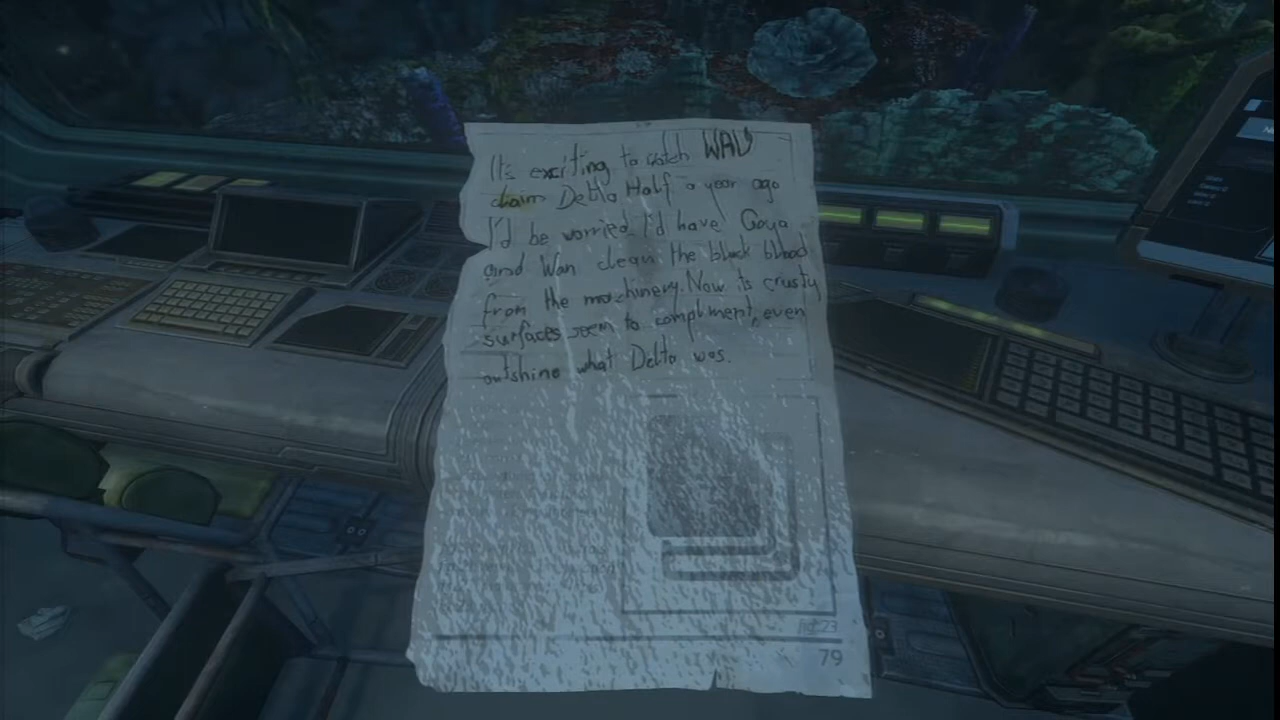 It's exciting to watch WAU
claim Delta Half a year ago
I'd be worried. I'd have Goya
and Wan clean the black blood
from the machinery. Now its crusty
surfaces seem to compliment, even
outshine what Delta was.
23
79